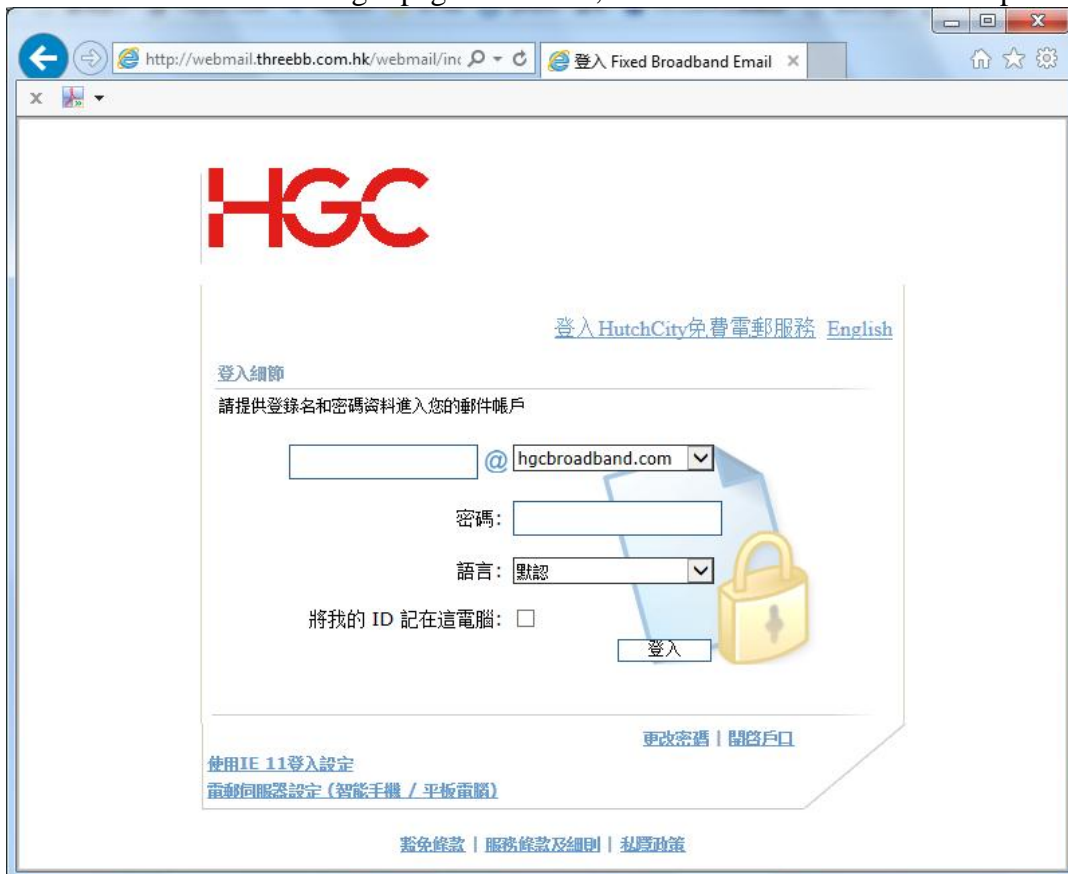 http://webmail.threebb.com.hk/webmail/inc 登入 Fixed Broadband Email
HGC
登入HutchCity免費電郵服務 English
登入細節
請提供登錄名和密碼資料進入您的郵件帳戶
@ hgcbroadband.com
密碼:
語言: 默認
將我的 ID 記在這電腦:
登入
更改密碼 | 開啓戶口
使用IE 11登入設定
電郵伺服器設定 (智能手機 / 平板電腦)
豁免條款 | 服務條款及細則 | 私隱政策